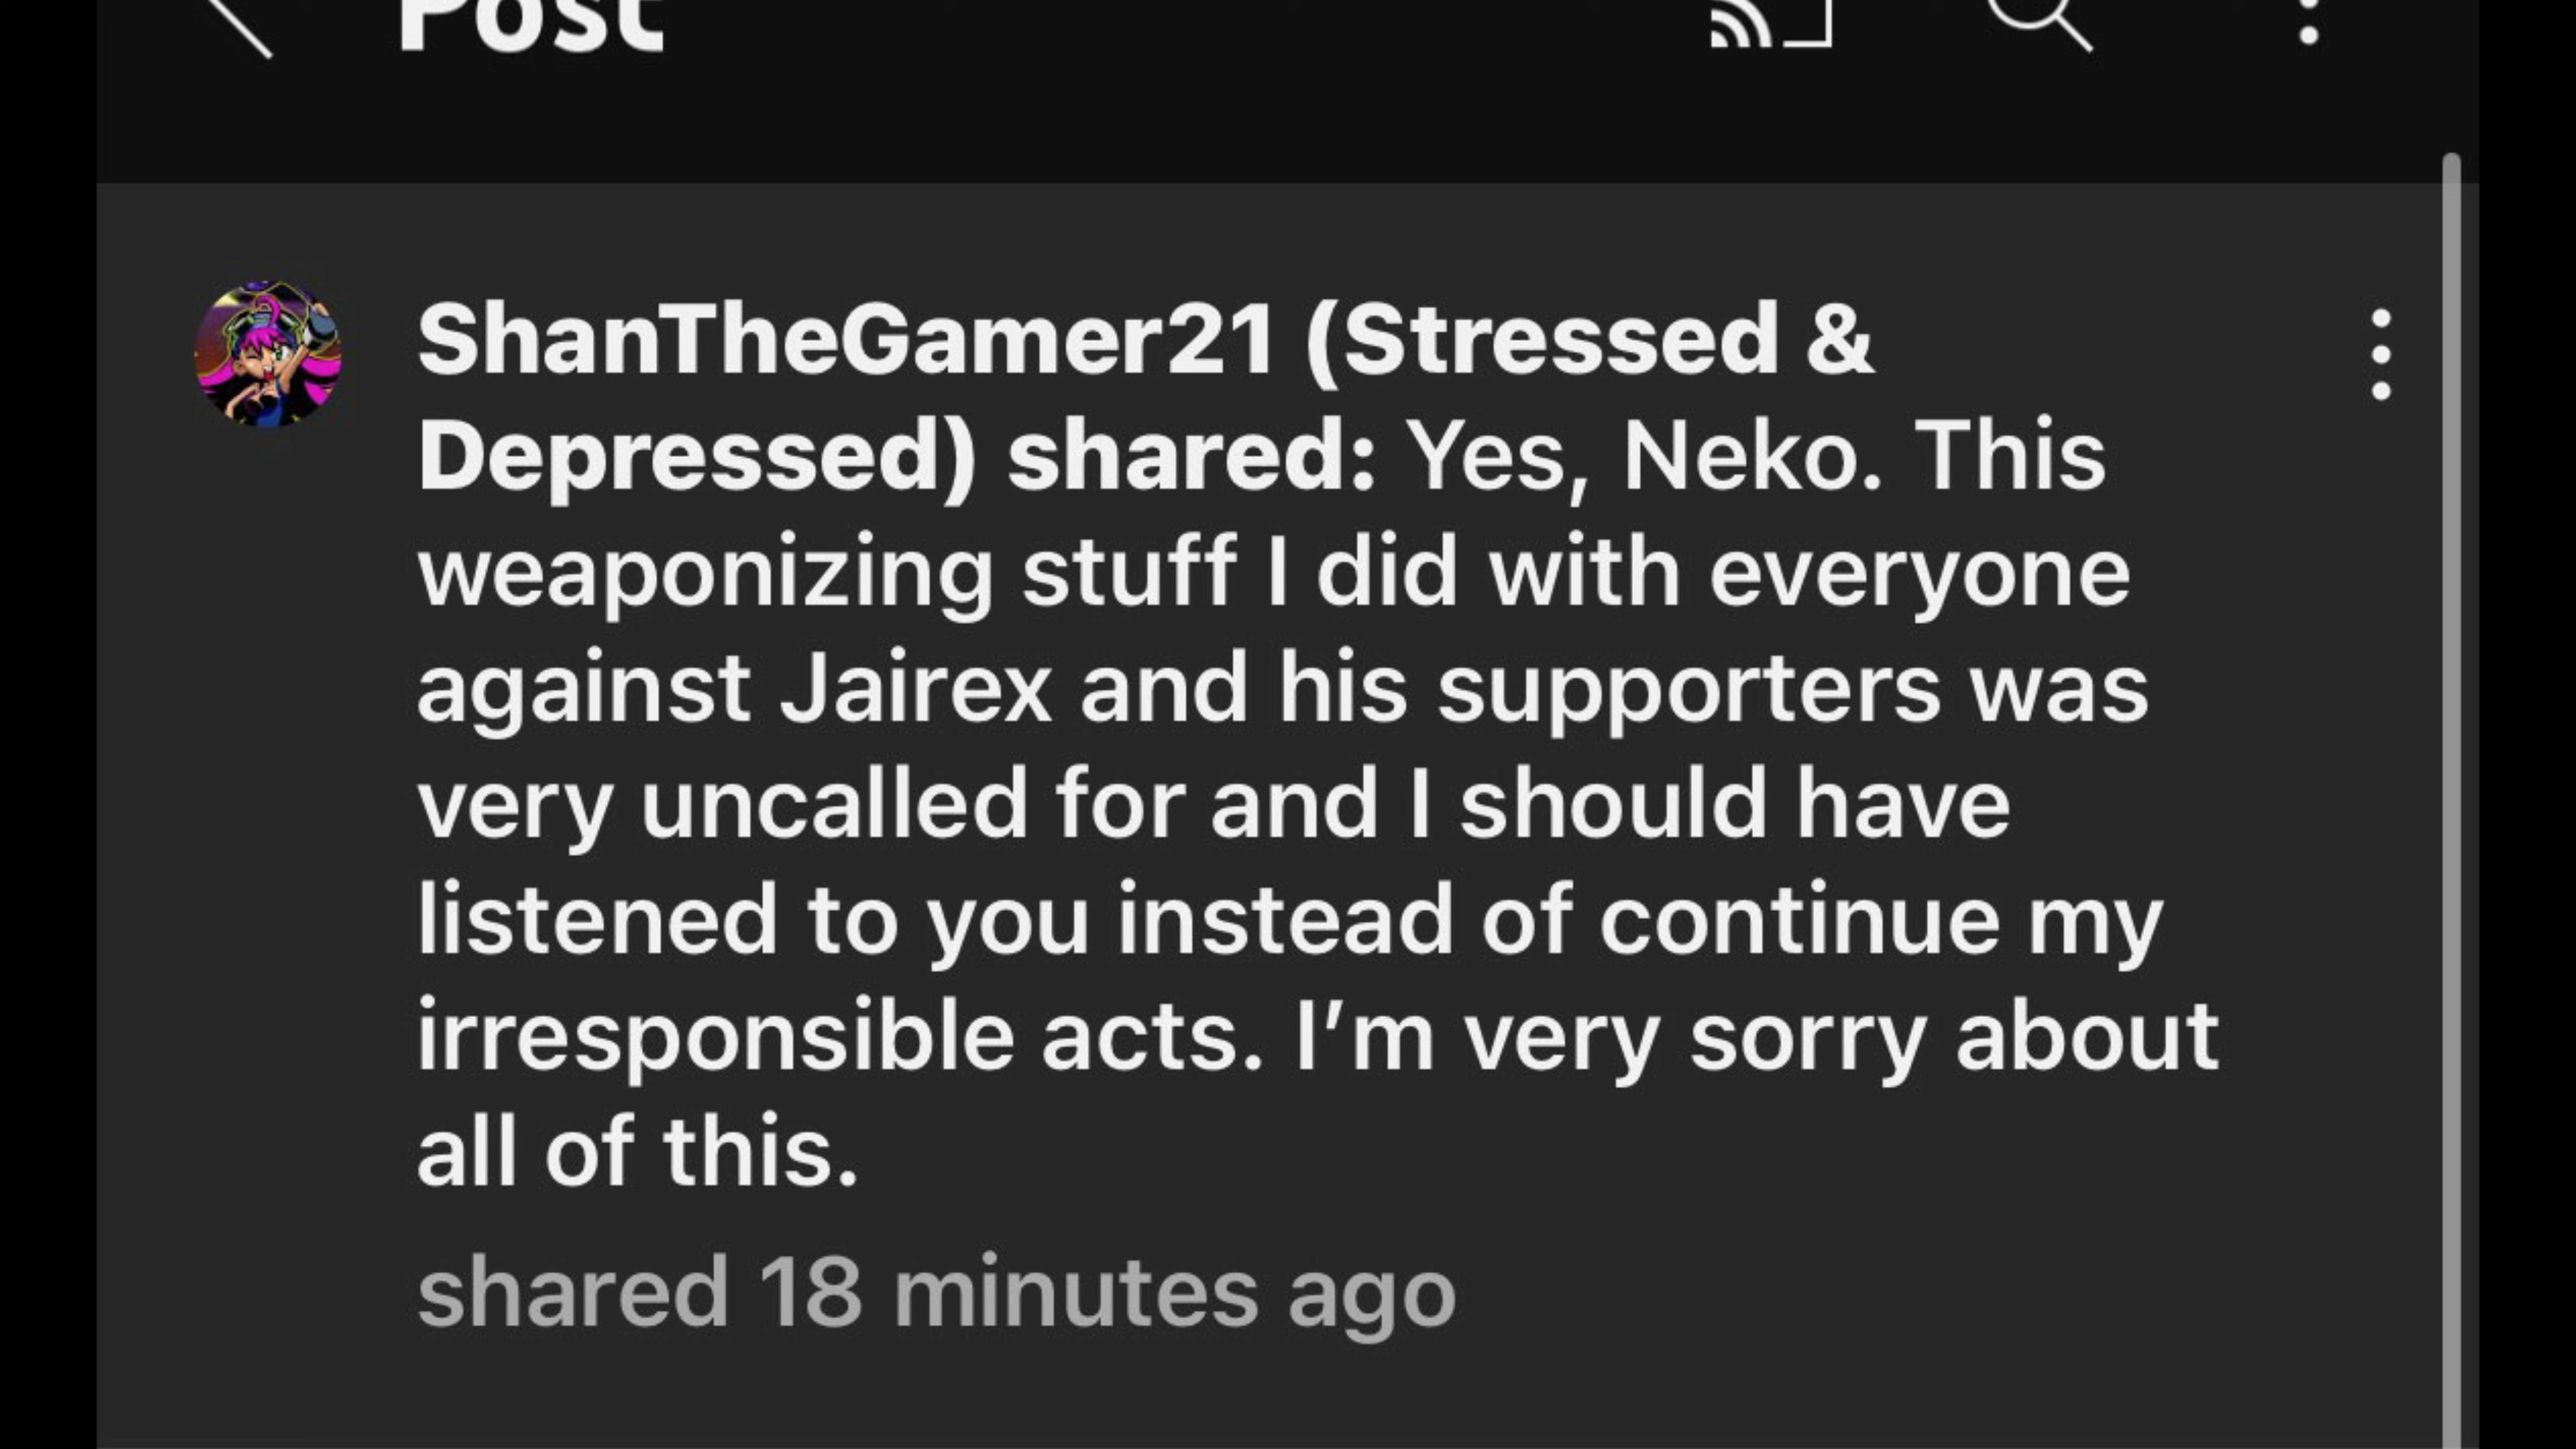 Post
ShanTheGamer21 (Stressed &
Depressed) shared: Yes, Neko. This
weaponizing stuff I did with everyone
against Jairex and his supporters was
very uncalled for and I should have
listened to you instead of continue my
irresponsible acts. I’m very sorry about
all of this.
shared 18 minutes ago